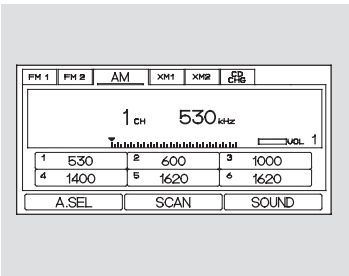 FM 1 FM 2 AM XM1 XM2 CD CHG
1 CH 530 kHz
VOL 1
1 530 2 600 3 1000
4 1400 5 1620 6 1620
A.SEL SCAN SOUND